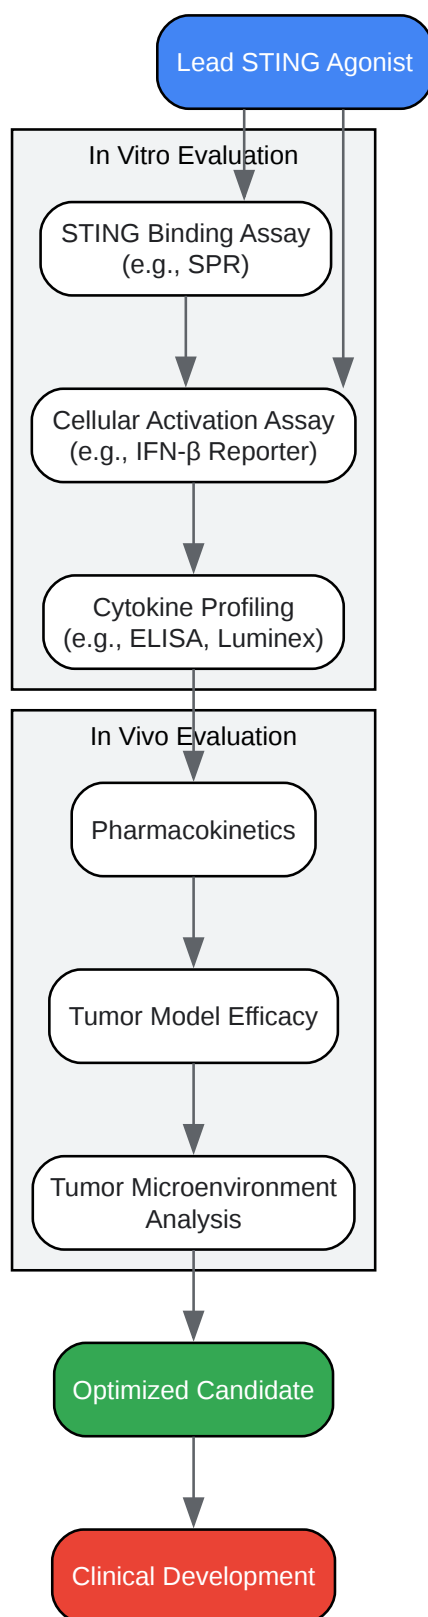 Lead STING Agonist
In Vitro Evaluation
STING Binding Assay
(e.g., SPR)
Cellular Activation Assay
(e.g., IFN-β Reporter)
Cytokine Profiling
(e.g., ELISA, Luminex)
In Vivo Evaluation
Pharmacokinetics
Tumor Model Efficacy
Tumor Microenvironment
Analysis
Optimized Candidate
Clinical Development